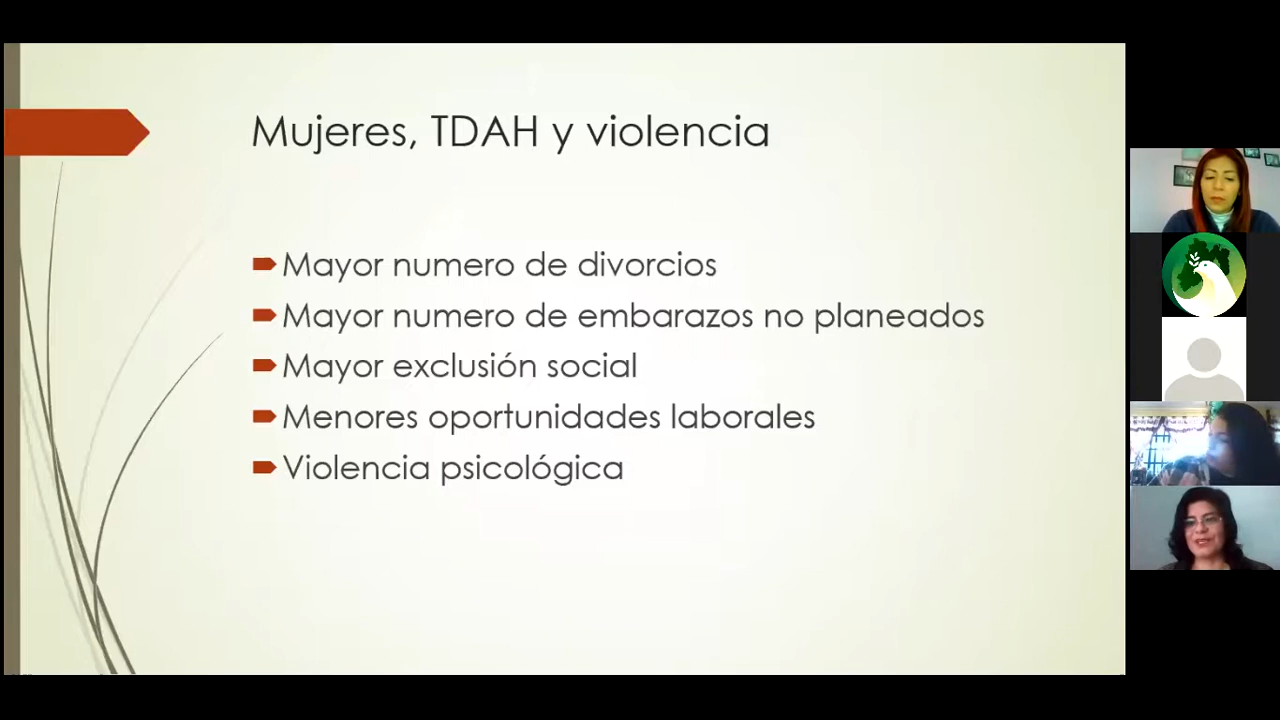 Mujeres, TDAH y violencia
Mayor numero de divorcios
Mayor numero de embarazos no planeados
Mayor exclusión social
Menores oportunidades laborales
Violencia psicológica